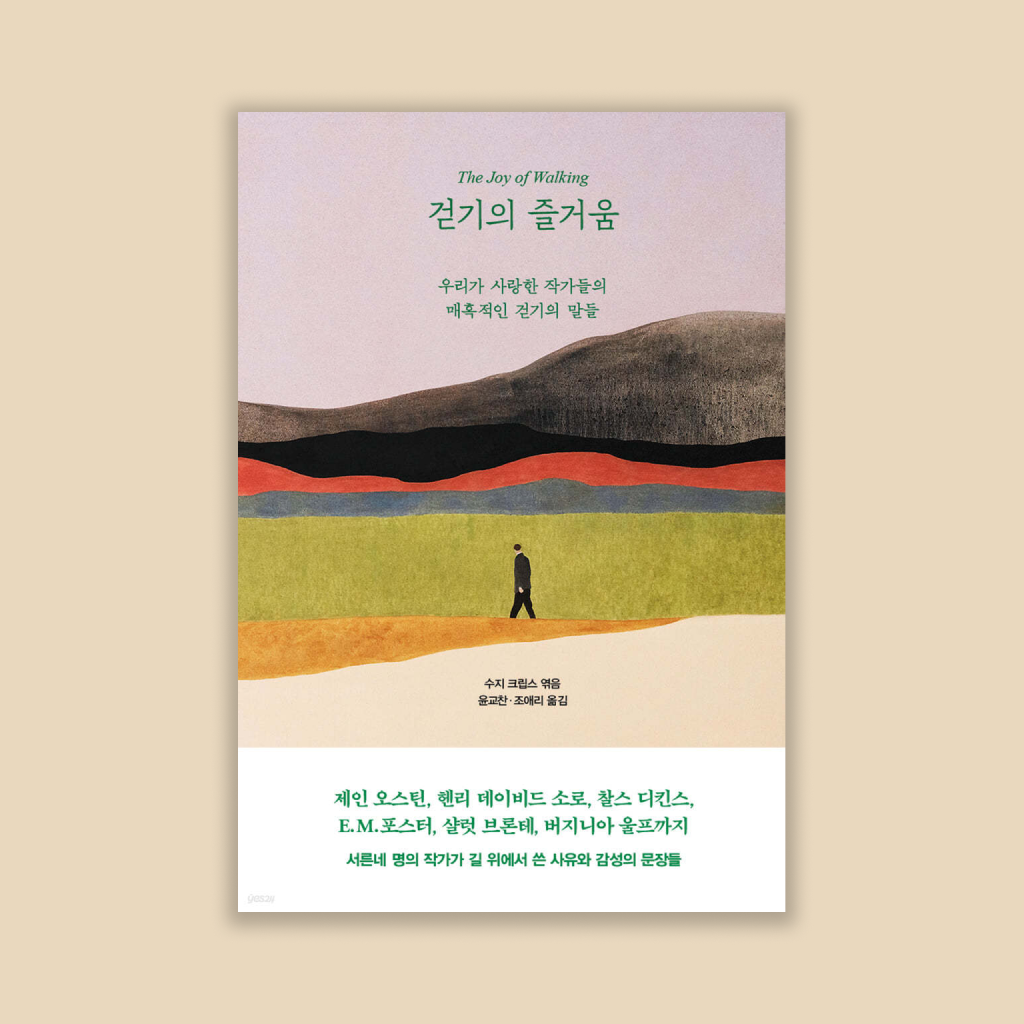 The Joy of Walking
걷기의 즐거움
우리가 사랑한 작가들의
매혹적인 걷기의 말들
수지 크립스 엮음
윤교찬·조애리 옮김
제인 오스틴, 헨리 데이비드 소로, 찰스 디킨스,
E.M.포스터, 샬럿 브론테, 버지니아 울프까지
서른네 명의 작가가 길 위에서 쓴 사유와 감성의 문장들
yes24